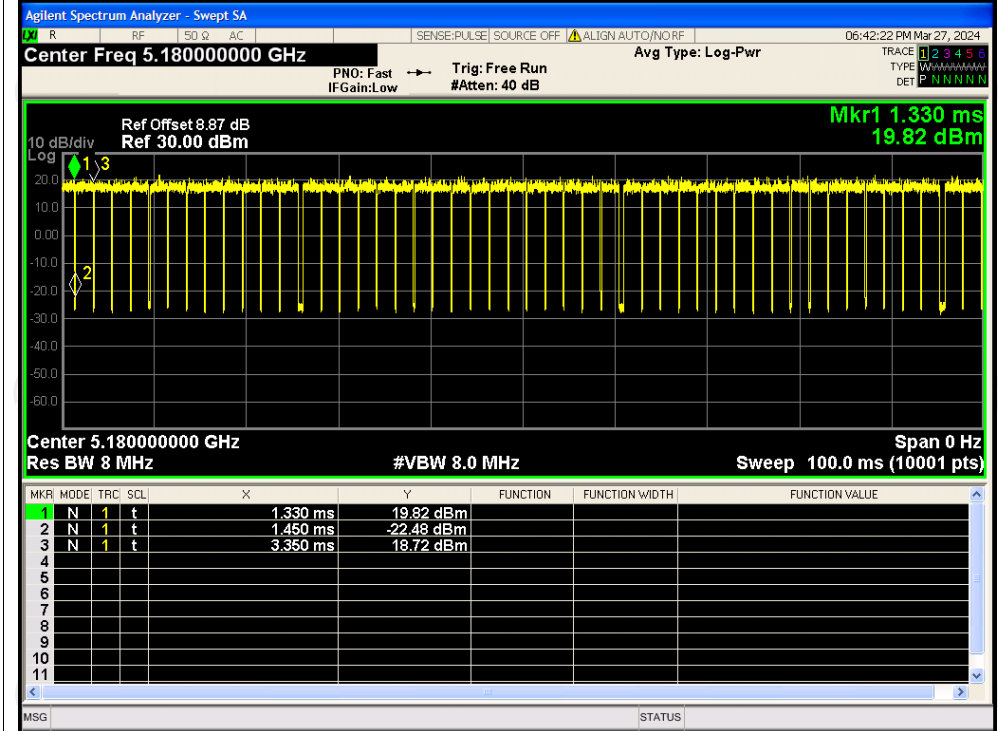 Agilent Spectrum Analyzer - Swept SA
LXI R RF 50 Ω AC SENSE:PULSE SOURCE OFF ALIGN AUTO/NO RF 06:42:22 PM Mar 27, 2024
Center Freq 5.180000000 GHz
PNO: Fast
IFGain:Low
Trig: Free Run
#Atten: 40 dB
Avg Type: Log-Pwr
TRACE 1 2 3 4 5 6
TYPE WWWWWW
DET P N N N N N
Mkr1 1.330 ms
19.82 dBm
Ref Offset 8.87 dB
10 dB/div Ref 30.00 dBm
Log
1 3
20.0
10.0
0.00
-10.0
2
-20.0
-30.0
-40.0
-50.0
-60.0
Center 5.180000000 GHz Span 0 Hz
Res BW 8 MHz #VBW 8.0 MHz Sweep 100.0 ms (10001 pts)
MKR MODE TRC SCL X Y FUNCTION FUNCTION WIDTH FUNCTION VALUE
1 N 1 t 1.330 ms 19.82 dBm
2 N 1 t 1.450 ms -22.48 dBm
3 N 1 t 3.350 ms 18.72 dBm
4
5
6
7
8
9
10
11
MSG STATUS